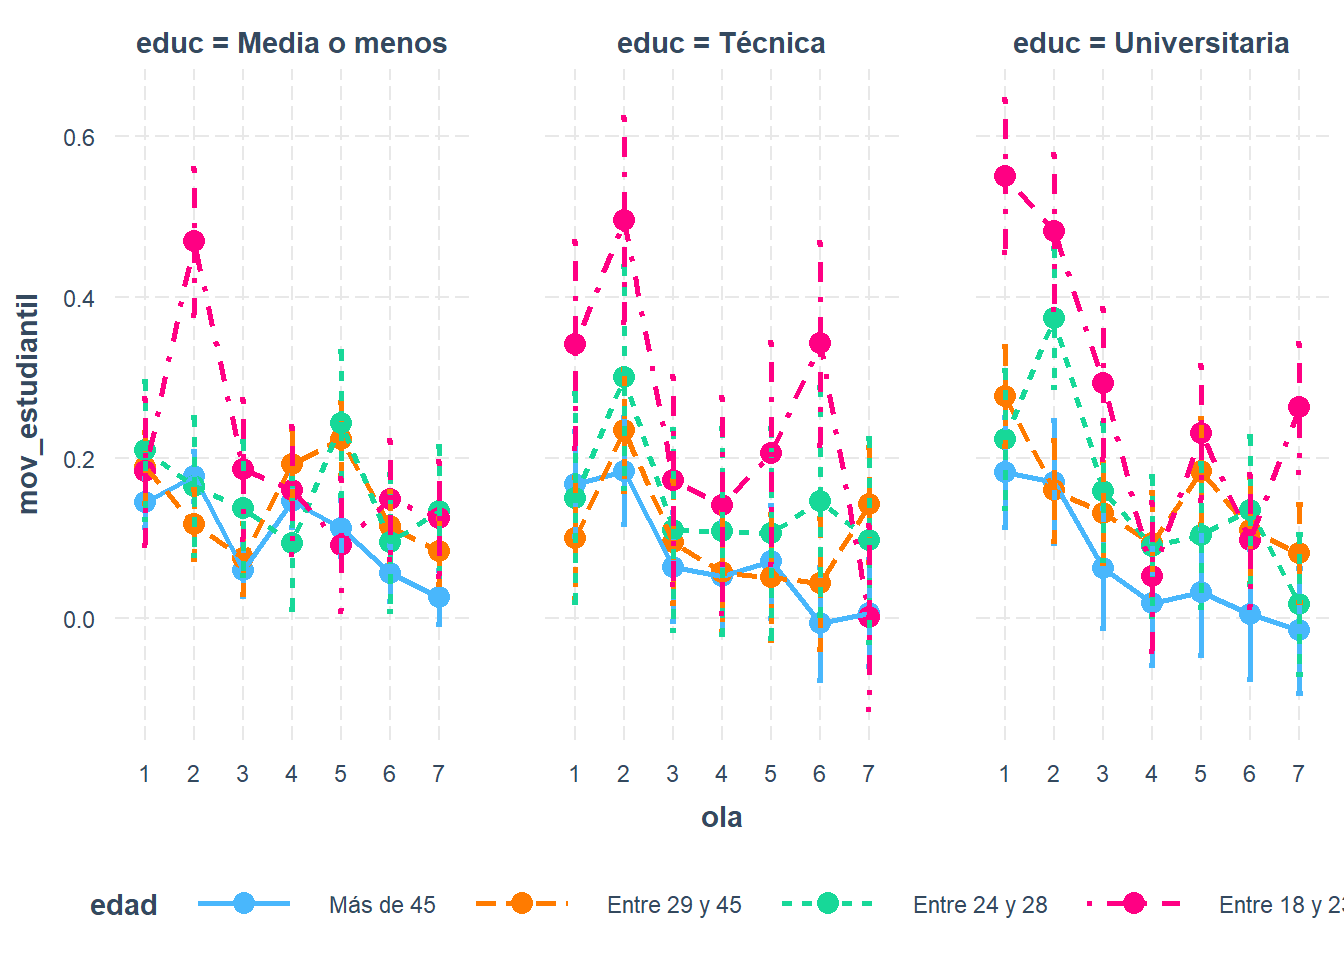 educ = Media o menos educ = Técnica educ = Universitaria
0.6
0.4
0.2
0.0
mov_estudiantil
1 2 3 4 5 6 7 1 2 3 4 5 6 7 1 2 3 4 5 6 7
ola
edad Más de 45 Entre 29 y 45 Entre 24 y 28 Entre 18 y